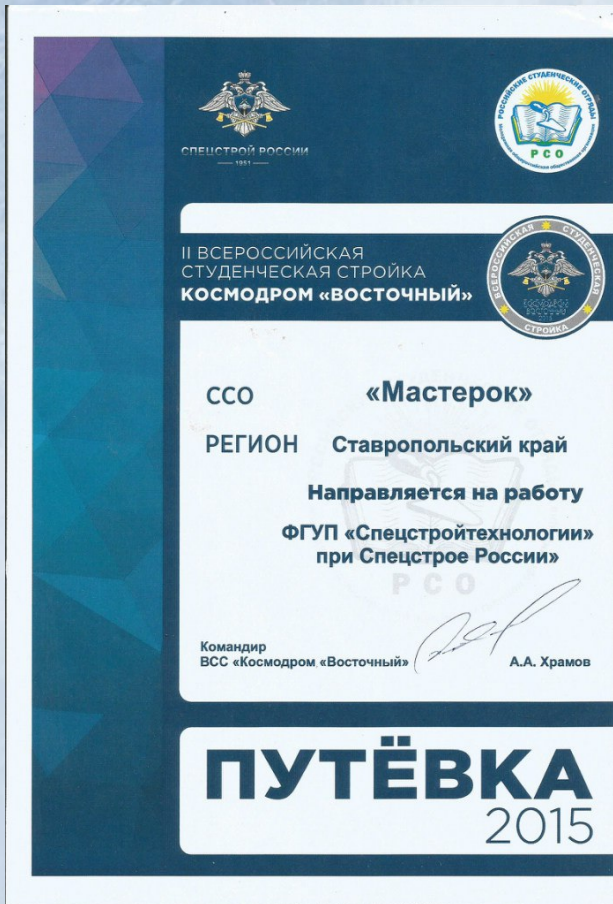 СПЕЦСТРОЙ РОССИИ
1951
РОССИЙСКИЕ СТУДЕНЧЕСКИЕ ОТРЯДЫ
РСО
II ВСЕРОССИЙСКАЯ
СТУДЕНЧЕСКАЯ СТРОЙКА
КОСМОДРОМ «ВОСТОЧНЫЙ»
ВСЕРОССИЙСКАЯ СТУДЕНЧЕСКАЯ
СТРОЙКА
ССО «Мастерок»
РЕГИОН Ставропольский край
Направляется на работу
ФГУП «Спецстройтехнологии»
при Спецстрое России»
РСО
Командир
ВСС «Космодром «Восточный» А.А. Храмов
ПУТЁВКА
2015